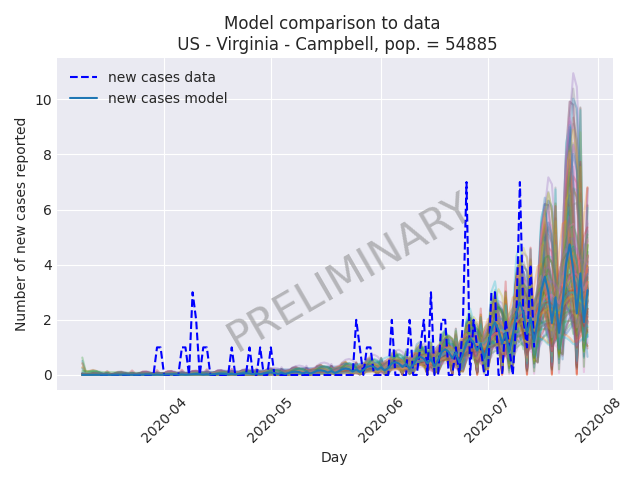 Model comparison to data
US - Virginia - Campbell, pop. = 54885
new cases data
new cases model
Number of new cases reported
10
8
6
4
2
0
PRELIMINARY
2020-04
2020-05
2020-06
2020-07
2020-08
Day